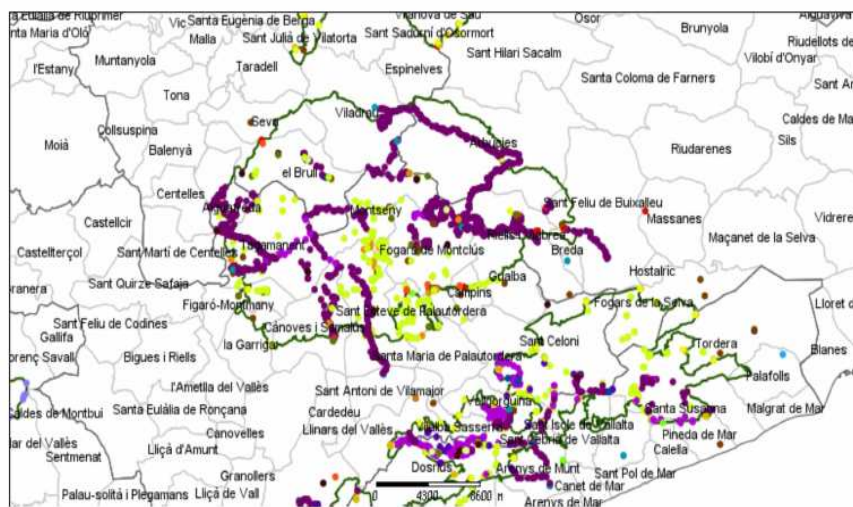 Santa Eugènia de Berga
Vic
Malla
Sant Julià de Vilatorta
Vilanova de Sau
Sant Sadurní d'Osormort
Osor
Sant Hilari Sacalm
Brunyola
Riudellots de
Vilobí d'Onyar
l'Estany
Muntanyola
Taradell
Espinelves
Santa Coloma de Farners
Tona
Seva
Viladrau
Caldes de Ma
Moià
Collsuspina
Balenyà
Arbúcies
Riudarenes
Sils
el Brull
Centelles
Sant Feliu de Buixalleu
Massanes
Vidrere
Castellcir
Montseny
Castellterçol
Sant Martí de Centelles
Tagamanent
Fogars de Montclús
Breda
Maçanet de la Selva
Sant Quirze Safaja
Gualba
Hostalric
Figaró-Montmany
Campins
Fogars de la Selva
Lloret d
Sant Feliu de Codines
Gallifa
Cànoves i Samalús
Sant Esteve de Palautordera
Tordera
Blanes
Bigues i Riells
la Garriga
Santa Maria de Palautordera
Sant Celoni
Palafolls
l'Ametlla del Vallès
Sant Antoni de Vilamajor
Vallgorguina
Santa Susanna
Malgrat de Mar
Caldes de Montbui
Santa Eulàlia de Ronçana
Cardedeu
Llinars del Vallès
Canovelles
Pineda de Mar
Sentmenat
Lliçà d'Amunt
Calella
Granollers
Dosrius
Arenys de Munt
Sant Pol de Mar
Palau-solità i Plegamans
Lliçà de Vall
Canet de Mar
0 4300 8600 M
Arenys de Mar